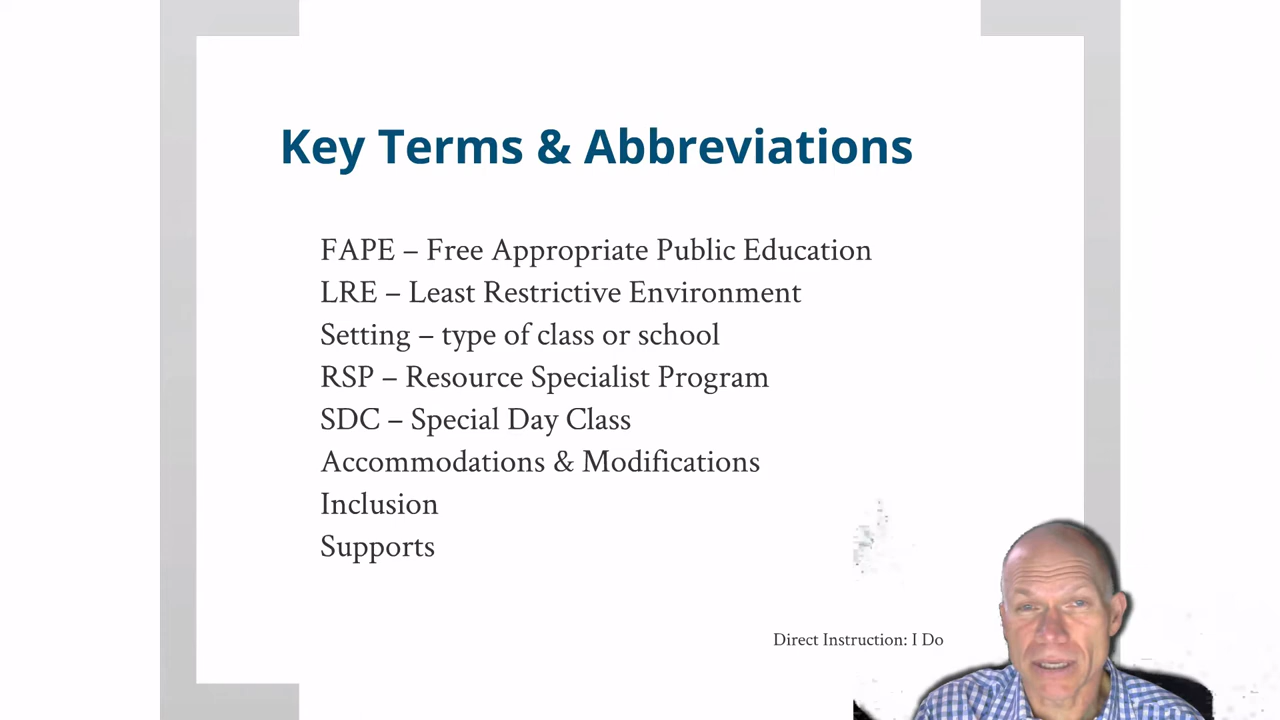 Key Terms & Abbreviations
FAPE – Free Appropriate Public Education
LRE – Least Restrictive Environment
Setting – type of class or school
RSP – Resource Specialist Program
SDC – Special Day Class
Accommodations & Modifications
Inclusion
Supports
Direct Instruction: I Do